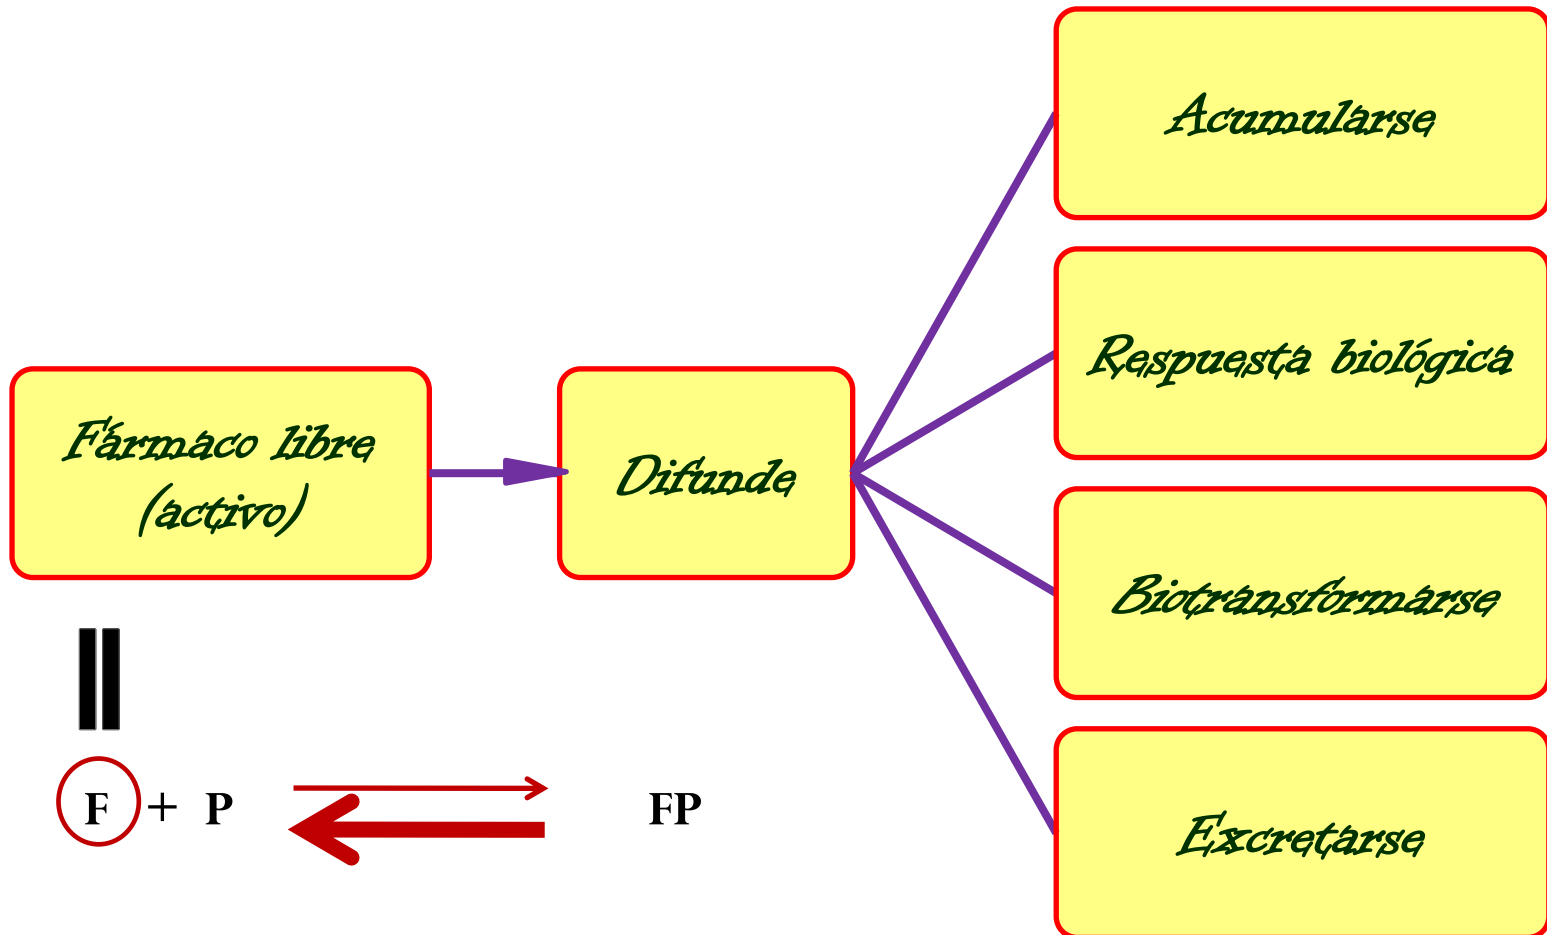 Acumularse
Respuesta biológica
Fármaco libre
(activo)
Difunde
Biotransformarse
Excretarse
F + P FP